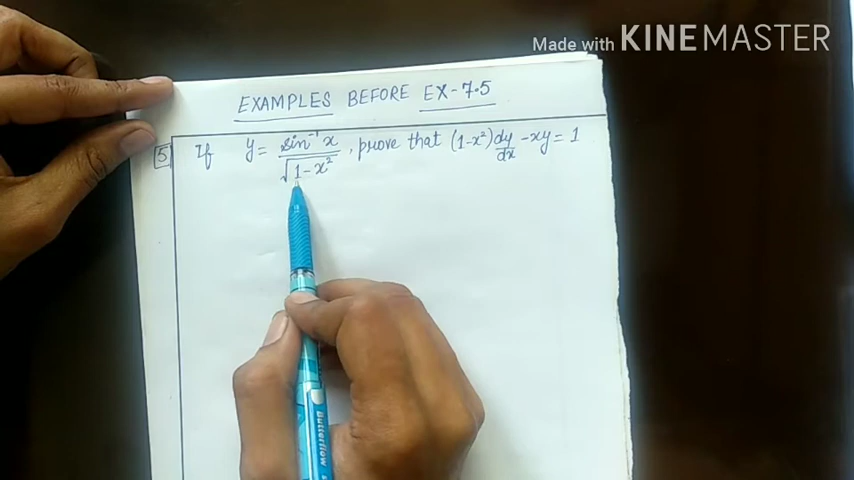 Made with KINEMASTER
EXAMPLES BEFORE EX-7.5
5 If y = sin⁻¹x / √(1-x²), prove that (1-x²) dy/dx - xy = 1
Butterflow